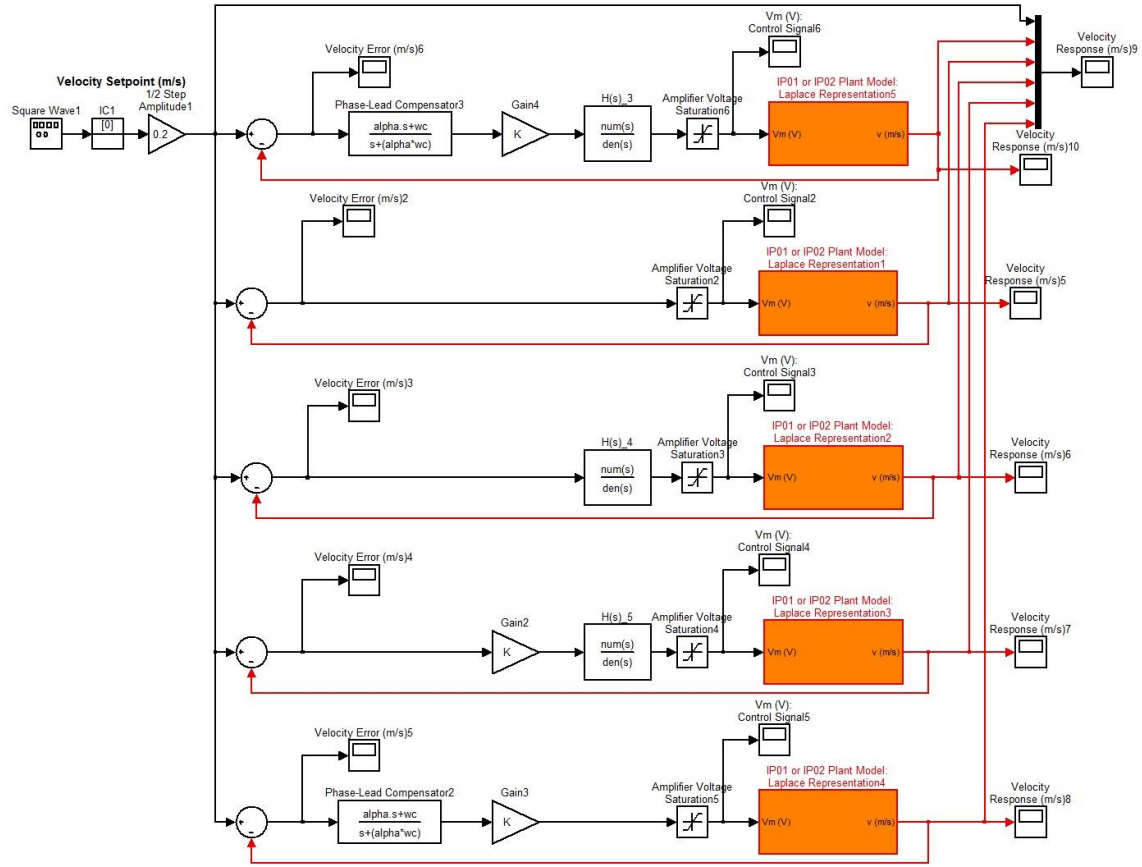 Velocity Setpoint (m/s)
Square Wave1
IC1
[0]
1/2 Step
Amplitude1
0.2
+
-
Velocity Error (m/s)6
Phase-Lead Compensator3
alpha.s+wc
s+(alpha*wc)
Gain4
K
H(s)_3
num(s)
den(s)
Amplifier Voltage
Saturation6
Vm (V):
Control Signal6
IP01 or IP02 Plant Model:
Laplace Representation5
Vm (V)
v (m/s)
Velocity
Response (m/s)9
Velocity
Response (m/s)10
+
-
Velocity Error (m/s)2
Amplifier Voltage
Saturation2
Vm (V):
Control Signal2
IP01 or IP02 Plant Model:
Laplace Representation1
Vm (V)
v (m/s)
Velocity
Response (m/s)5
+
-
Velocity Error (m/s)3
H(s)_4
num(s)
den(s)
Amplifier Voltage
Saturation3
Vm (V):
Control Signal3
IP01 or IP02 Plant Model:
Laplace Representation2
Vm (V)
v (m/s)
Velocity
Response (m/s)6
+
-
Velocity Error (m/s)4
Gain2
K
H(s)_5
num(s)
den(s)
Amplifier Voltage
Saturation4
Vm (V):
Control Signal4
IP01 or IP02 Plant Model:
Laplace Representation3
Vm (V)
v (m/s)
Velocity
Response (m/s)7
+
-
Velocity Error (m/s)5
Phase-Lead Compensator2
alpha.s+wc
s+(alpha*wc)
Gain3
K
Amplifier Voltage
Saturation5
Vm (V):
Control Signal5
IP01 or IP02 Plant Model:
Laplace Representation4
Vm (V)
v (m/s)
Velocity
Response (m/s)8